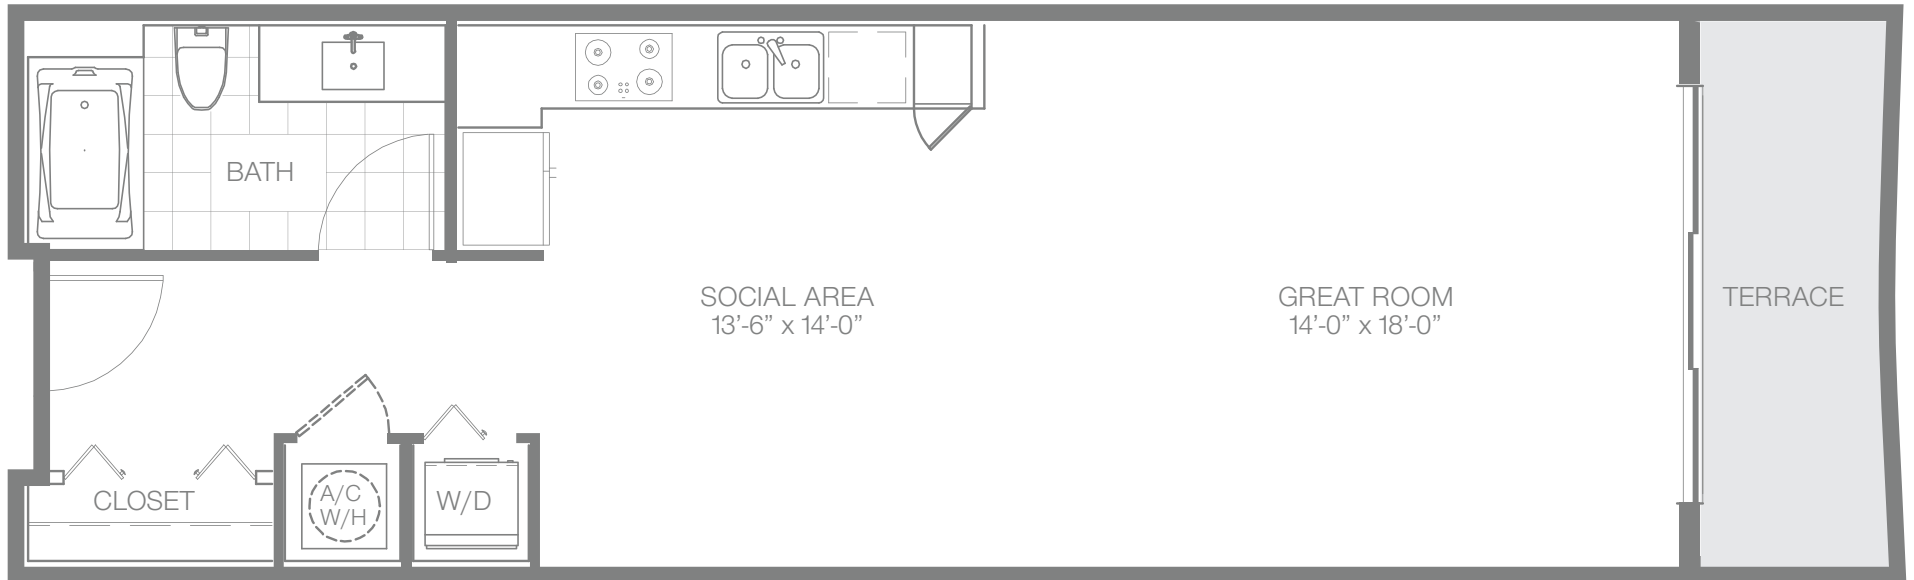 BATH
SOCIAL AREA
13’-6” x 14’-0”
GREAT ROOM
14’-0” x 18’-0”
TERRACE
CLOSET
A/C
W/H
W/D